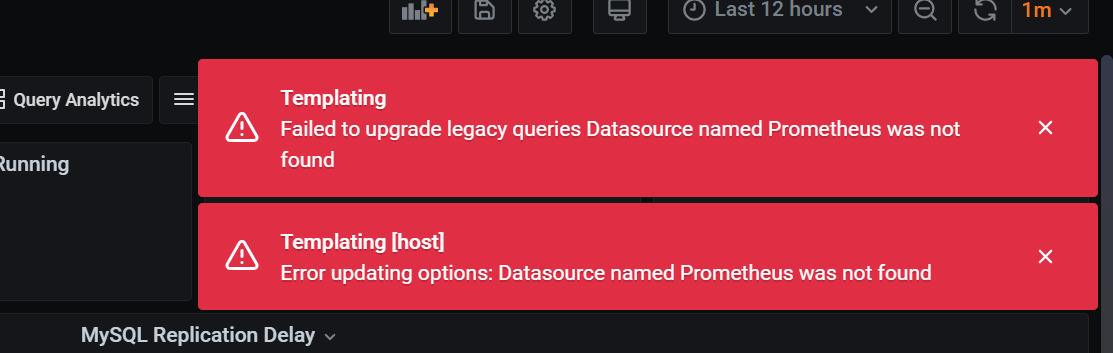 Last 12 hours
1m
Query Analytics
Templating
Failed to upgrade legacy queries Datasource named Prometheus was not
found
Running
Templating [host]
Error updating options: Datasource named Prometheus was not found
MySQL Replication Delay